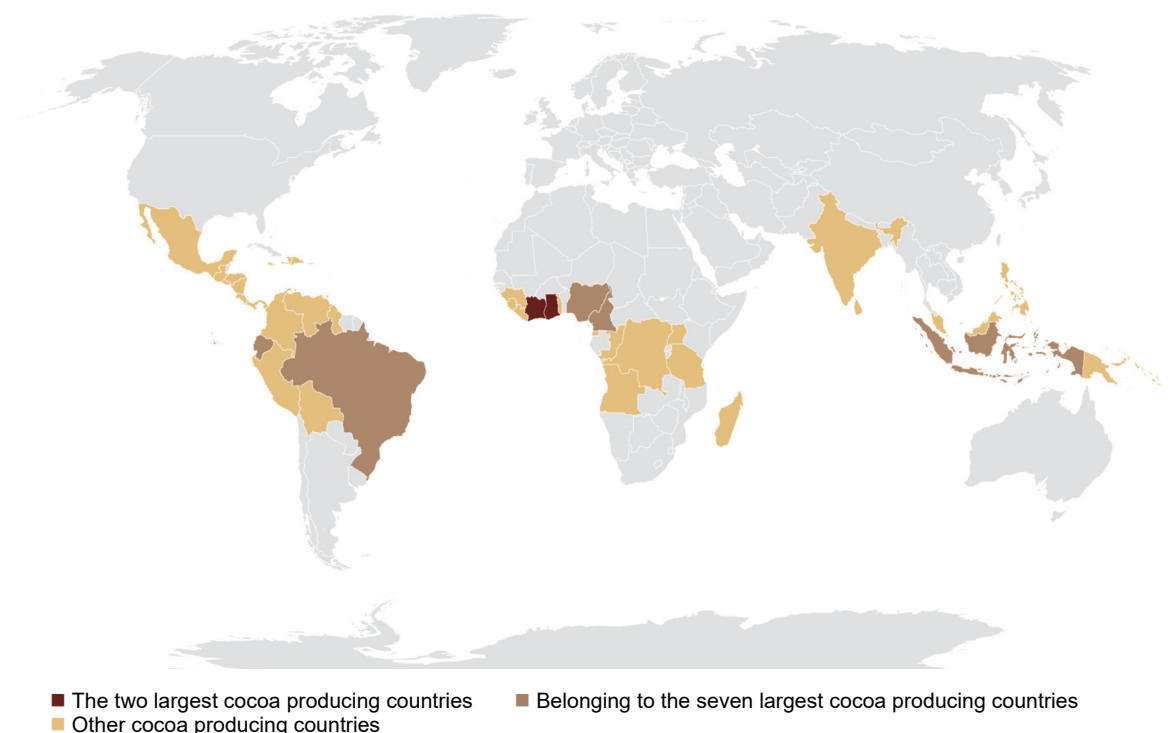 The two largest cocoa producing countries
Belonging to the seven largest cocoa producing countries
Other cocoa producing countries